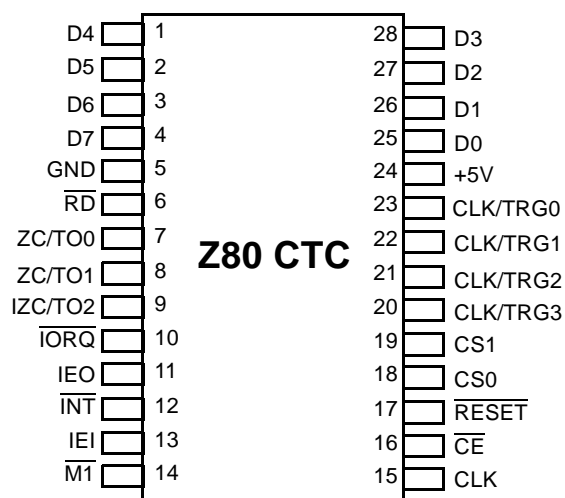 D4 1 28 D3
D5 2 27 D2
D6 3 26 D1
D7 4 25 D0
GND 5 24 +5V
RD 6 23 CLK/TRG0
ZC/TO0 7 22 CLK/TRG1
Z80 CTC
ZC/TO1 8 21 CLK/TRG2
IZC/TO2 9 20 CLK/TRG3
IORQ 10 19 CS1
IEO 11 18 CS0
INT 12 17 RESET
IEI 13 16 CE
M1 14 15 CLK